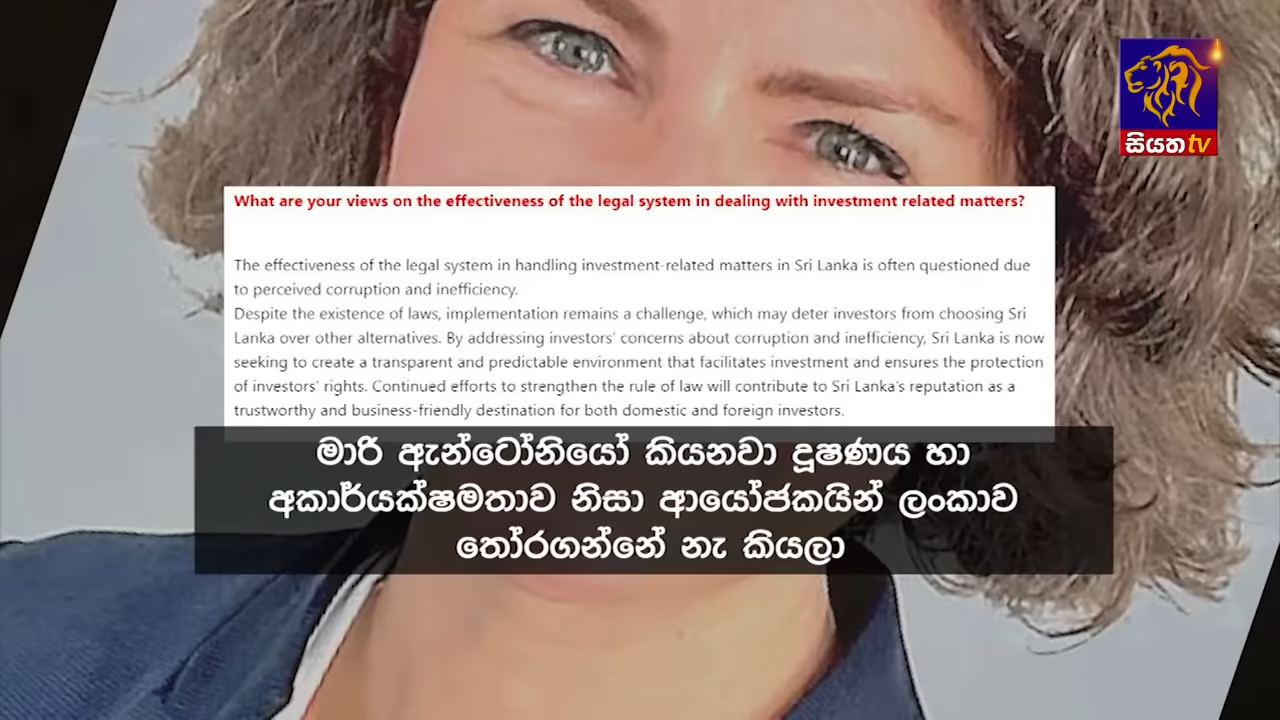 සියත tv
What are your views on the effectiveness of the legal system in dealing with investment related matters?
The effectiveness of the legal system in handling investment-related matters in Sri Lanka is often questioned due
to perceived corruption and inefficiency.
Despite the existence of laws, implementation remains a challenge, which may deter investors from choosing Sri
Lanka over other alternatives. By addressing investors' concerns about corruption and inefficiency, Sri Lanka is now
seeking to create a transparent and predictable environment that facilitates investment and ensures the protection
of investors' rights. Continued efforts to strengthen the rule of law will contribute to Sri Lanka's reputation as a
trustworthy and business-friendly destination for both domestic and foreign investors.
මාරි ඇන්ටෝනියෝ කියනවා දූෂණය හා
අකාර්යක්ෂමතාව නිසා ආයෝජකයින් ලංකාව
තෝරගන්නේ නැ කියලා